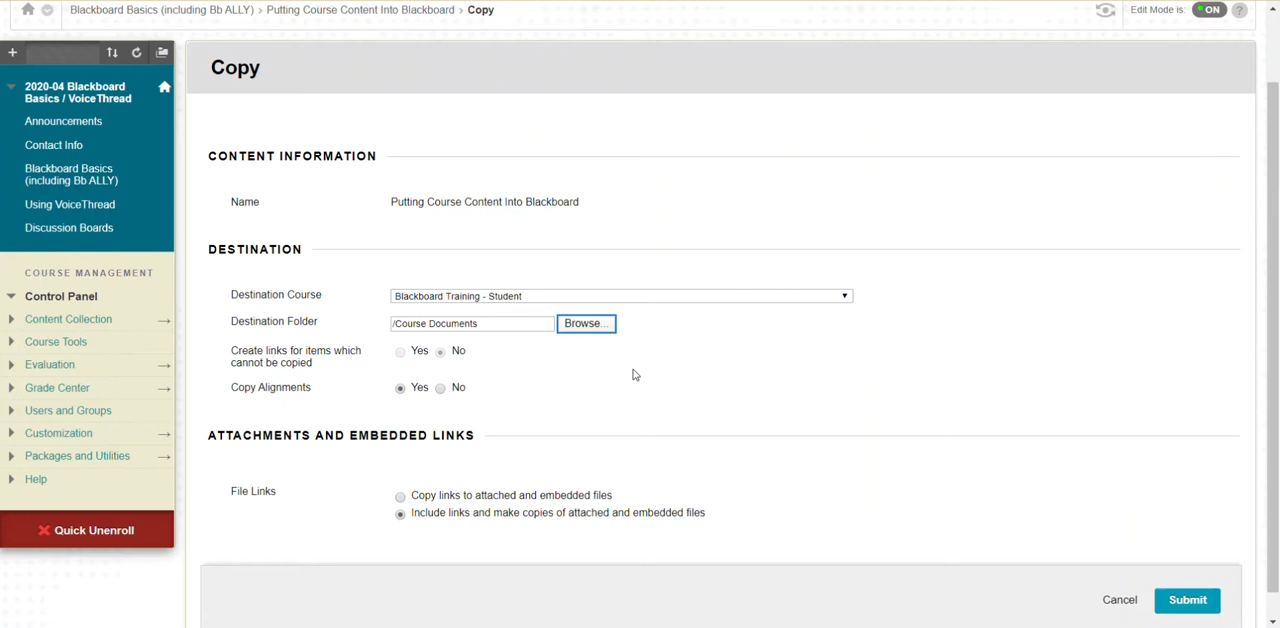 Blackboard Basics (including Bb ALLY) > Putting Course Content Into Blackboard > Copy
Edit Mode is: ON ?
2020-04 Blackboard
Basics / VoiceThread
Announcements
Contact Info
Blackboard Basics
(including Bb ALLY)
Using VoiceThread
Discussion Boards
COURSE MANAGEMENT
Control Panel
Content Collection
Course Tools
Evaluation
Grade Center
Users and Groups
Customization
Packages and Utilities
Help
Quick Unenroll
Copy
CONTENT INFORMATION
Name Putting Course Content Into Blackboard
DESTINATION
Destination Course Blackboard Training - Student
Destination Folder /Course Documents Browse...
Create links for items which Yes No
cannot be copied
Copy Alignments Yes No
ATTACHMENTS AND EMBEDDED LINKS
File Links Copy links to attached and embedded files
Include links and make copies of attached and embedded files
Cancel Submit